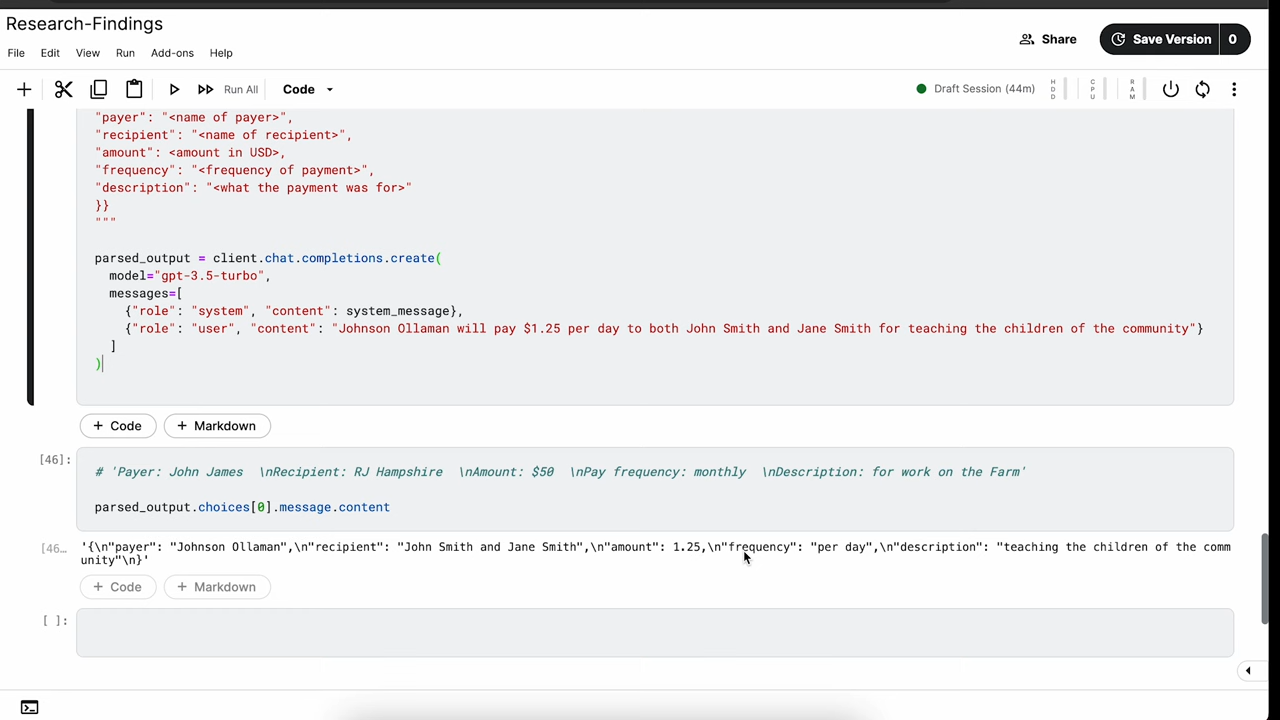 Research-Findings
File Edit View Run Add-ons Help
Share
Save Version 0
Run All Code
Draft Session (44m)
HDD
CPU
RAM
"payer": "<name of payer>",
"recipient": "<name of recipient>",
"amount": <amount in USD>,
"frequency": "<frequency of payment>",
"description": "<what the payment was for>"
}}
"""
parsed_output = client.chat.completions.create(
model="gpt-3.5-turbo",
messages=[
{"role": "system", "content": system_message},
{"role": "user", "content": "Johnson Ollaman will pay $1.25 per day to both John Smith and Jane Smith for teaching the children of the community"}
]
)
+ Code + Markdown
[46]:
# 'Payer: John James  \nRecipient: RJ Hampshire  \nAmount: $50  \nPay frequency: monthly  \nDescription: for work on the Farm'
parsed_output.choices[0].message.content
[46…
'{\n"payer": "Johnson Ollaman",\n"recipient": "John Smith and Jane Smith",\n"amount": 1.25,\n"frequency": "per day",\n"description": "teaching the children of the comm
unity"\n}'
+ Code + Markdown
[ ]: